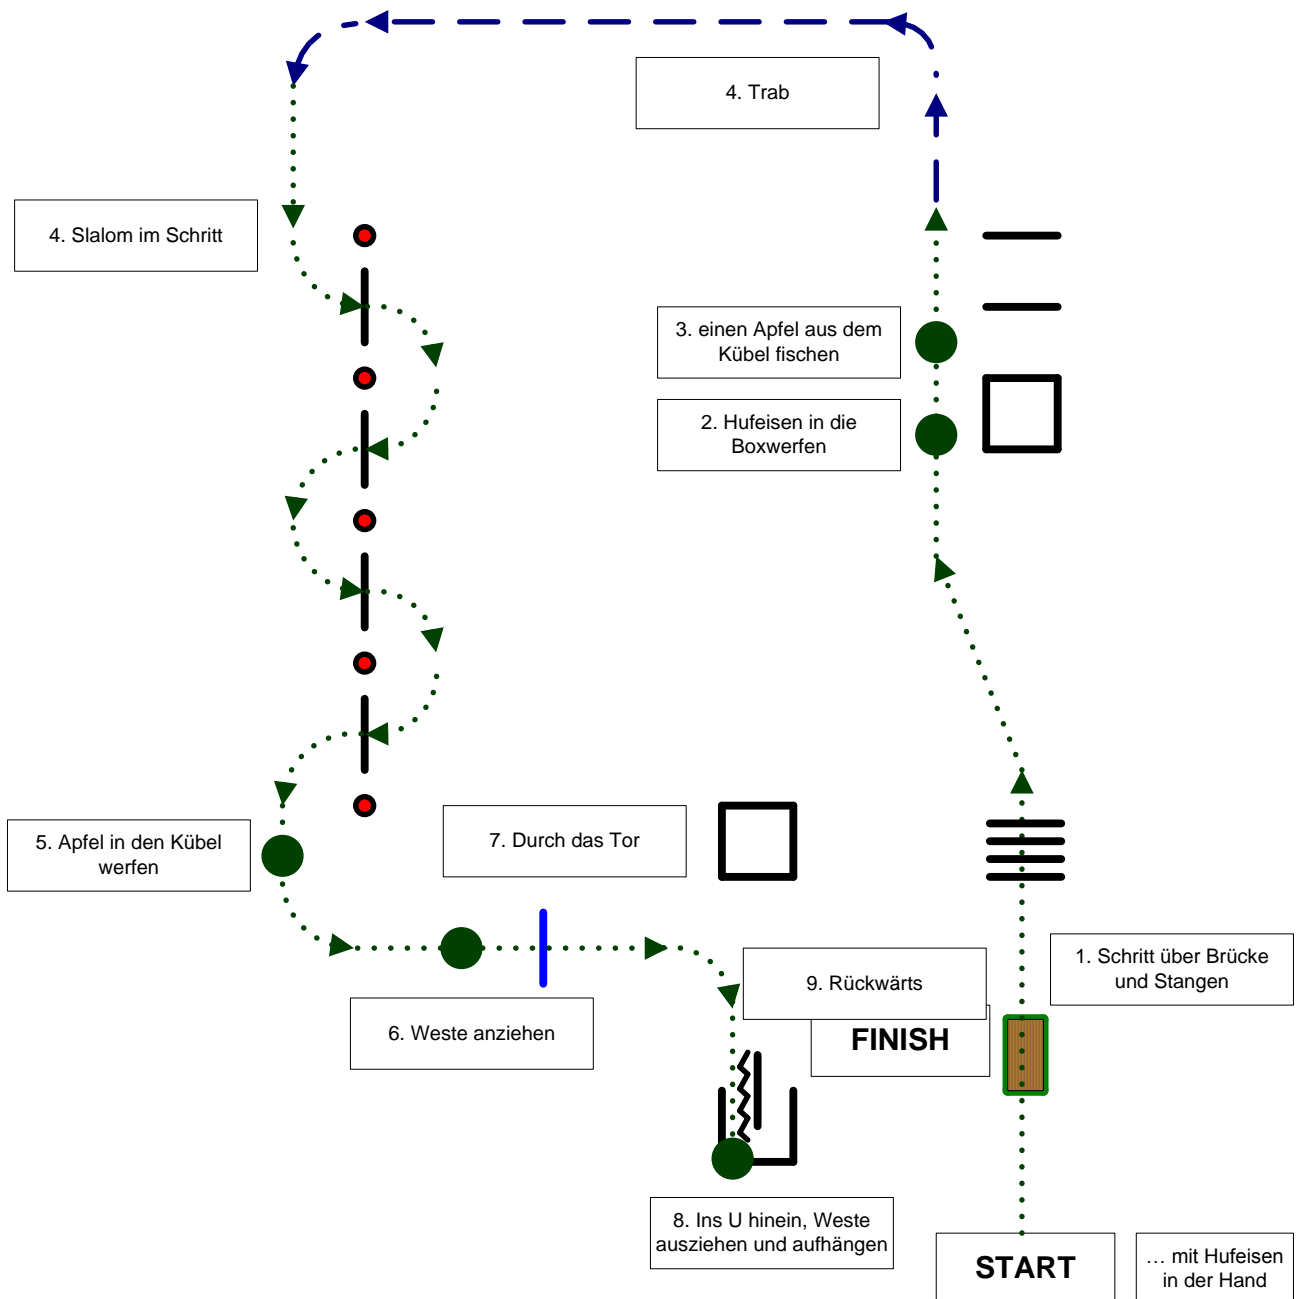 4. Trab
4. Slalom im Schritt
3. einen Apfel aus dem
Kübel fischen
2. Hufeisen in die
Boxwerfen
5. Apfel in den Kübel
werfen
7. Durch das Tor
1. Schritt über Brücke
und Stangen
9. Rückwärts
6. Weste anziehen
FINISH
8. Ins U hinein, Weste
ausziehen und aufhängen
START
... mit Hufeisen
in der Hand